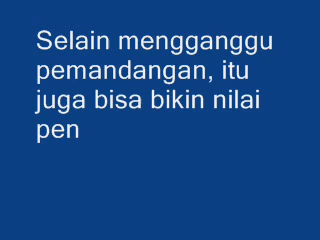 Selain mengganggu
pemandangan, itu
juga bisa bikin nilai
pen